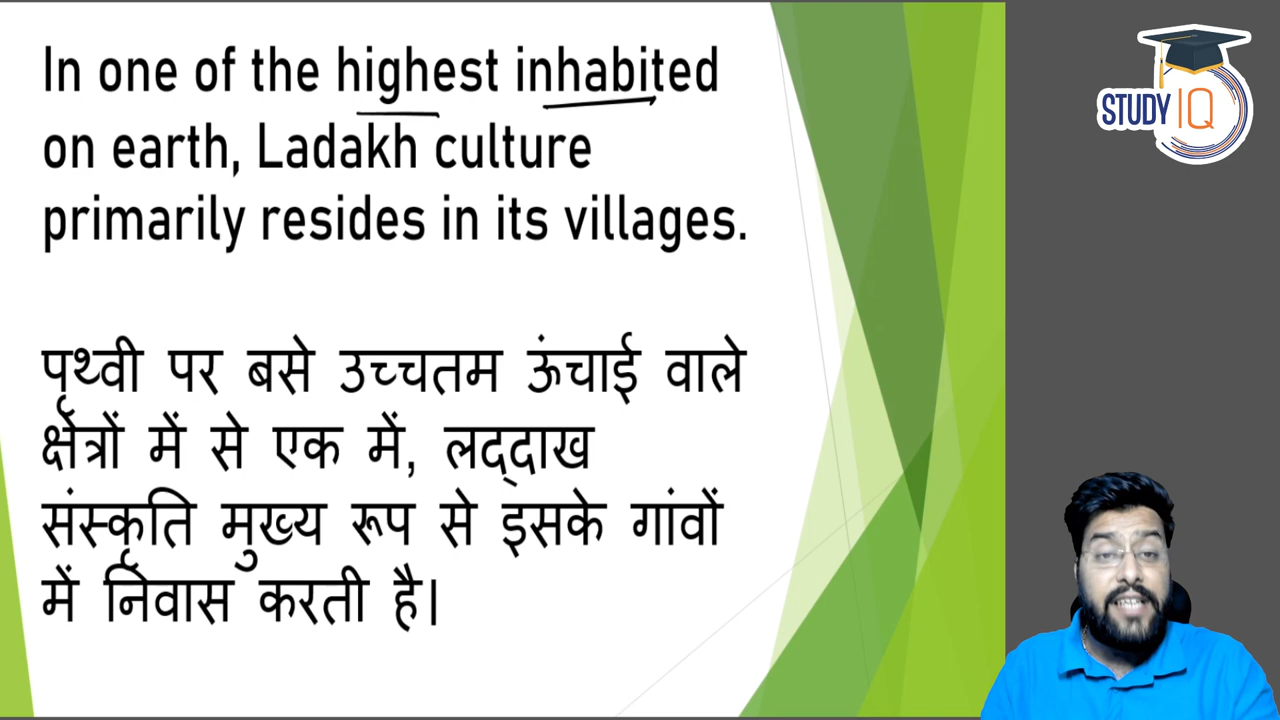 In one of the highest inhabited
on earth, Ladakh culture
primarily resides in its villages.
पृथ्वी पर बसे उच्चतम ऊंचाई वाले
क्षेत्रों में से एक में, लद्दाख
संस्कृति मुख्य रूप से इसके गांवों
में निवास करती है।
STUDY IQ